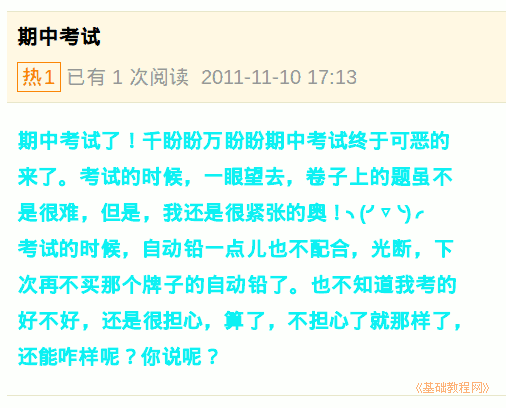 期中考试
热1 已有 1 次阅读 2011-11-10 17:13
期中考试了！千盼盼万盼盼期中考试终于可恶的
来了。考试的时候，一眼望去，卷子上的题虽不
是很难，但是，我还是很紧张的奥！ヽ(ˊ▽ˋ)ノ
考试的时候，自动铅一点儿也不配合，光断，下
次再不买那个牌子的自动铅了。也不知道我考的
好不好，还是很担心，算了，不担心了就那样了，
还能咋样呢？你说呢？
《基础教程网》